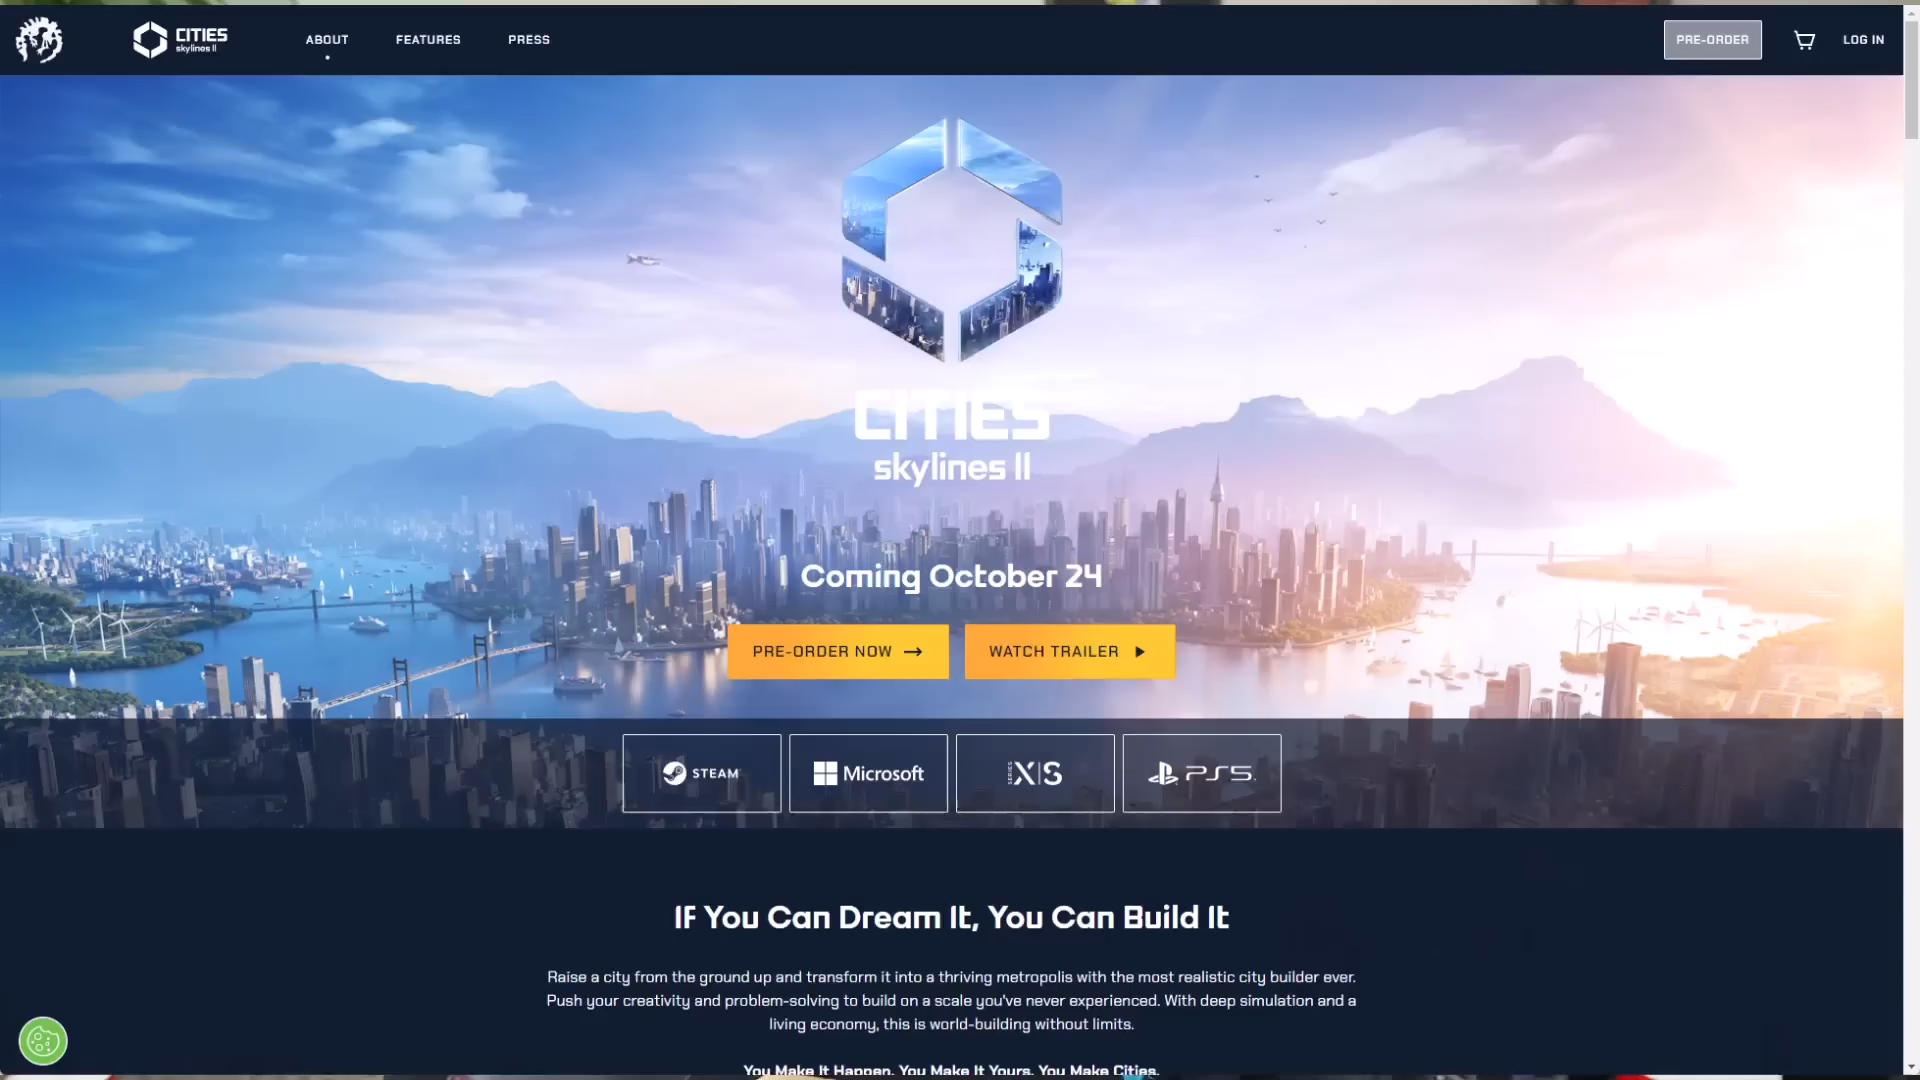 CITIES
skylines II
ABOUT
FEATURES
PRESS
PRE-ORDER
LOG IN
CITIES
skylines II
Coming October 24
PRE-ORDER NOW
WATCH TRAILER
STEAM
Microsoft
SERIES X|S
PS5
If You Can Dream It, You Can Build It
Raise a city from the ground up and transform it into a thriving metropolis with the most realistic city builder ever.
Push your creativity and problem-solving to build on a scale you've never experienced. With deep simulation and a
living economy, this is world-building without limits.
You Make It Happen. You Make It Yours. You Make Cities.